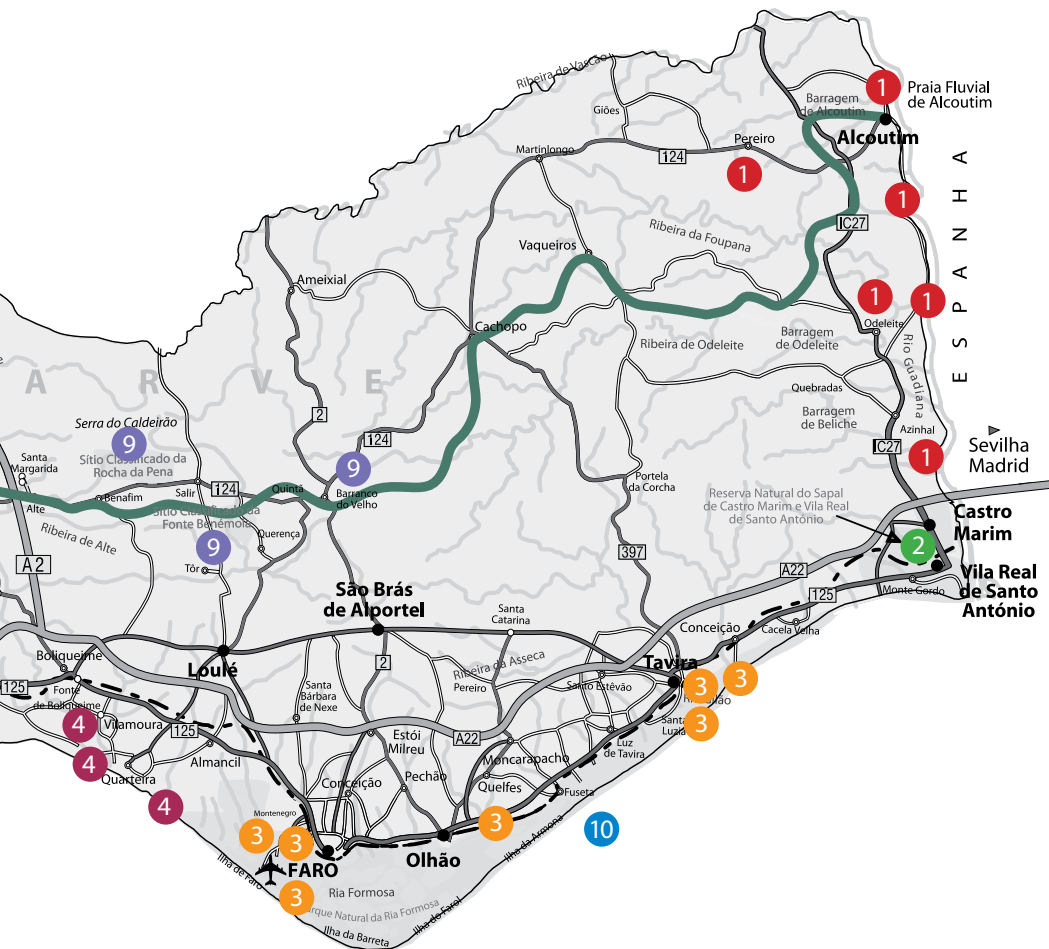 Ribeira de Vascão
1
Praia Fluvial
de Alcoutim
Barragem
de Alcoutim
Giões
Alcoutim
Pereiro
124
Martinlongo
1
1
E S P A N H A
Ribeira da Foupana
IC27
Vaqueiros
Ameixial
1
1
Odeleite
Cachopo
Ribeira de Odeleite
Barragem
de Odeleite
Rio Guadiana
A R V E
Quebradas
Barragem
de Beliche
Azinhal
2
Serra do Caldeirão
9
124
IC27
1
Sevilha
Madrid
Santa
Margarida
Sítio Classificado da
Rocha da Pena
9
Portela
da Corcha
Alte
Benafim
Salir
124
Quintã
Barranco
do Velho
Reserva Natural do Sapal
de Castro Marim e Vila Real
de Santo António
Castro
Marim
Ribeira de Alte
Querença
9
2
397
A2
Tôr
A22
Vila Real
de Santo
António
Monte Gordo
São Brás
de Alportel
125
Santa
Catarina
Conceição
Cacela Velha
Boliqueime
Loulé
2
Ribeira da Asseca
Tavira
125
Fonte
de Boliqueime
Santa
Bárbara
de Nexe
Pereiro
Santo Estêvão
3
3
4
Vilamoura
125
Estói
Milreu
A22
Santa
Luzia
3
Luz
de Tavira
4
Quarteira
Almancil
Conceição
Pechão
Moncarapacho
Quelfes
Fuseta
4
Montenegro
3
3
3
10
FARO
Olhão
Ilha da Armona
Ilha de Faro
3
Ria Formosa
Parque Natural da Ria Formosa
Ilha do Farol
Ilha da Barreta